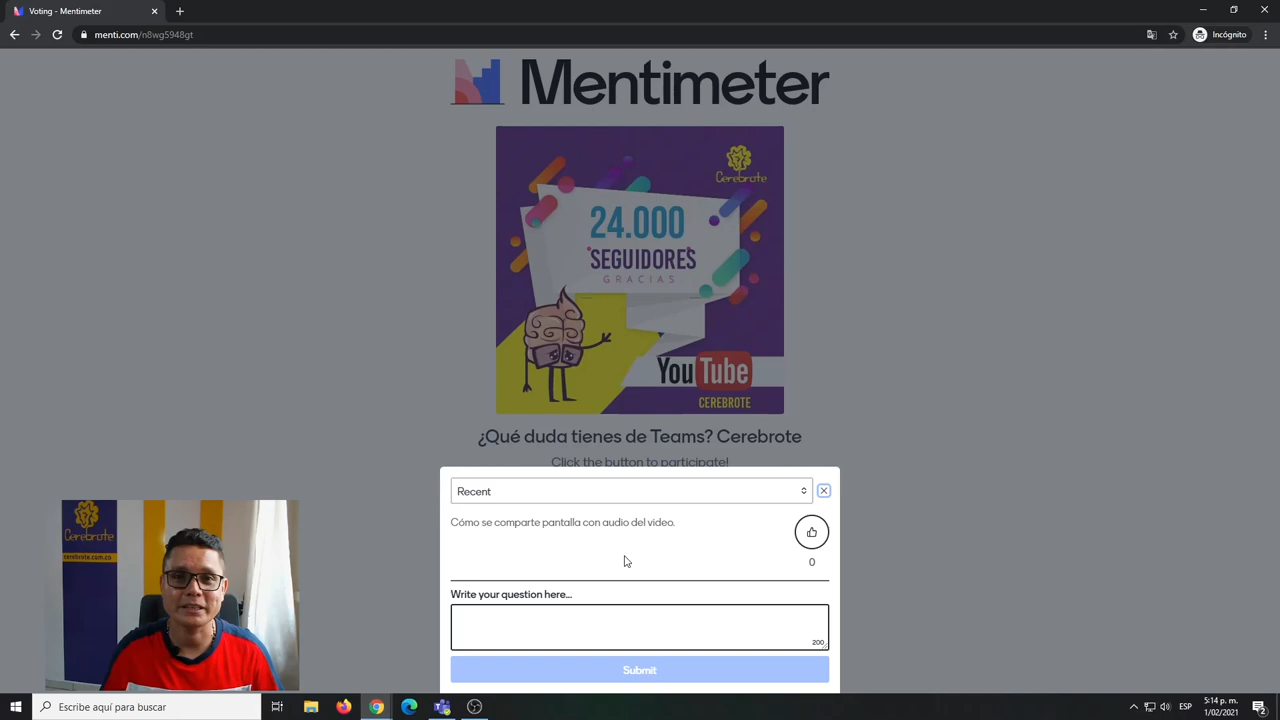 Voting - Mentimeter
menti.com/n8wg5948gt
Incógnito
Mentimeter
Cerebrote
24.000
SEGUIDORES
GRACIAS
YouTube
CEREBROTE
¿Qué duda tienes de Teams? Cerebrote
Click the button to participate!
Recent
Cómo se comparte pantalla con audio del video.
0
Write your question here...
200
Submit
Cerebrote
cerebrote.com.co
Escribe aquí para buscar
ESP
5:14 p. m.
1/02/2021
2